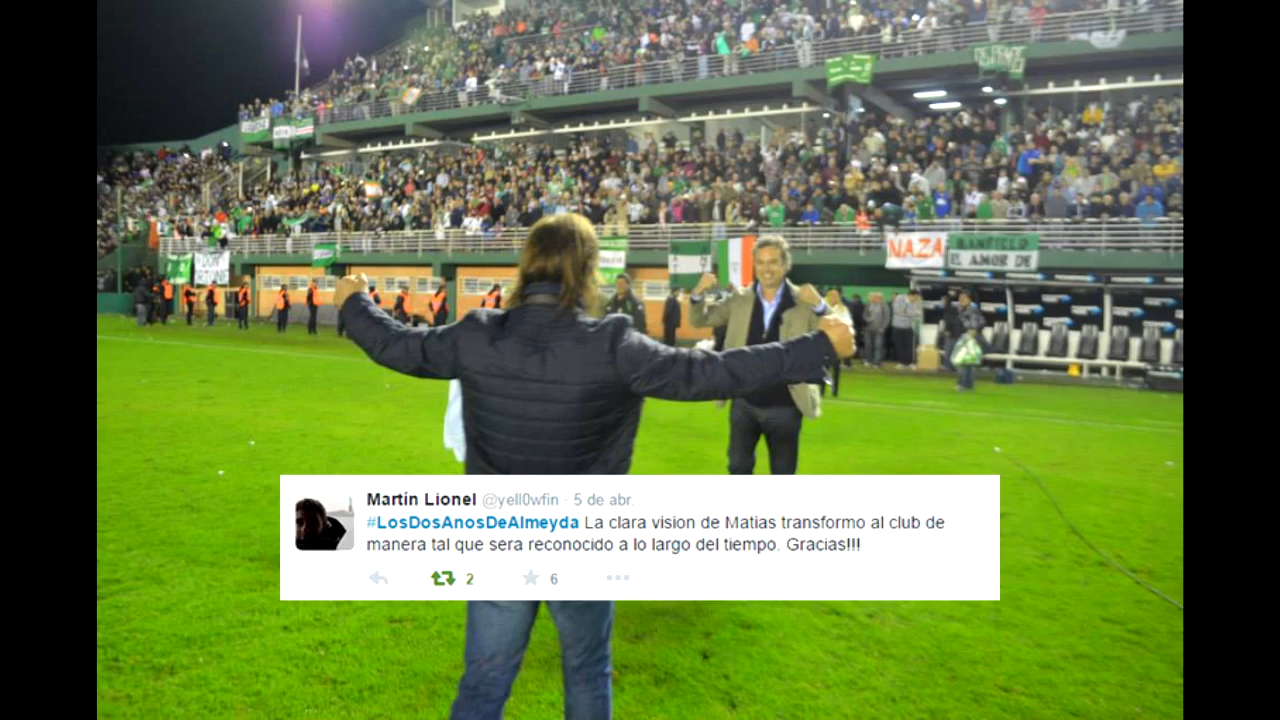 NAZA
BANFIELD
EL AMOR DE
Martín Lionel @yell0wfin · 5 de abr.
#LosDosAnosDeAlmeyda La clara vision de Matias transformo al club de
manera tal que sera reconocido a lo largo del tiempo. Gracias!!!
2
6